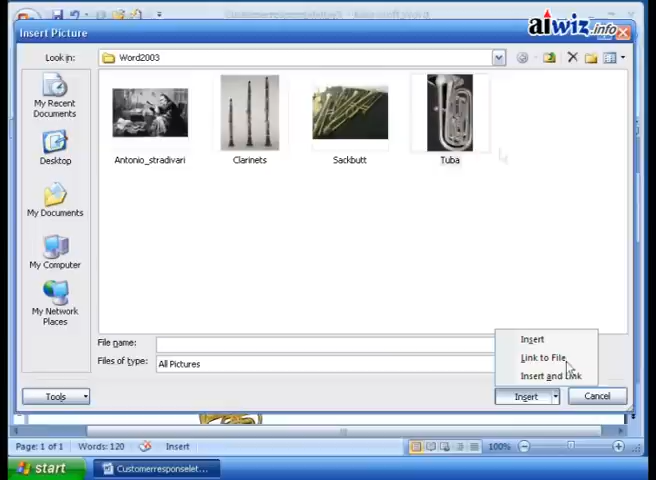 aiwiz.info
Insert Picture
Look in:
Word2003
My Recent
Documents
Desktop
My Documents
My Computer
My Network
Places
Antonio_stradivari
Clarinets
Sackbutt
Tuba
File name:
Files of type:
All Pictures
Insert
Link to File
Insert and Link
Tools
Insert
Cancel
Page: 1 of 1
Words: 120
Insert
100%
start
Customerresponselet...